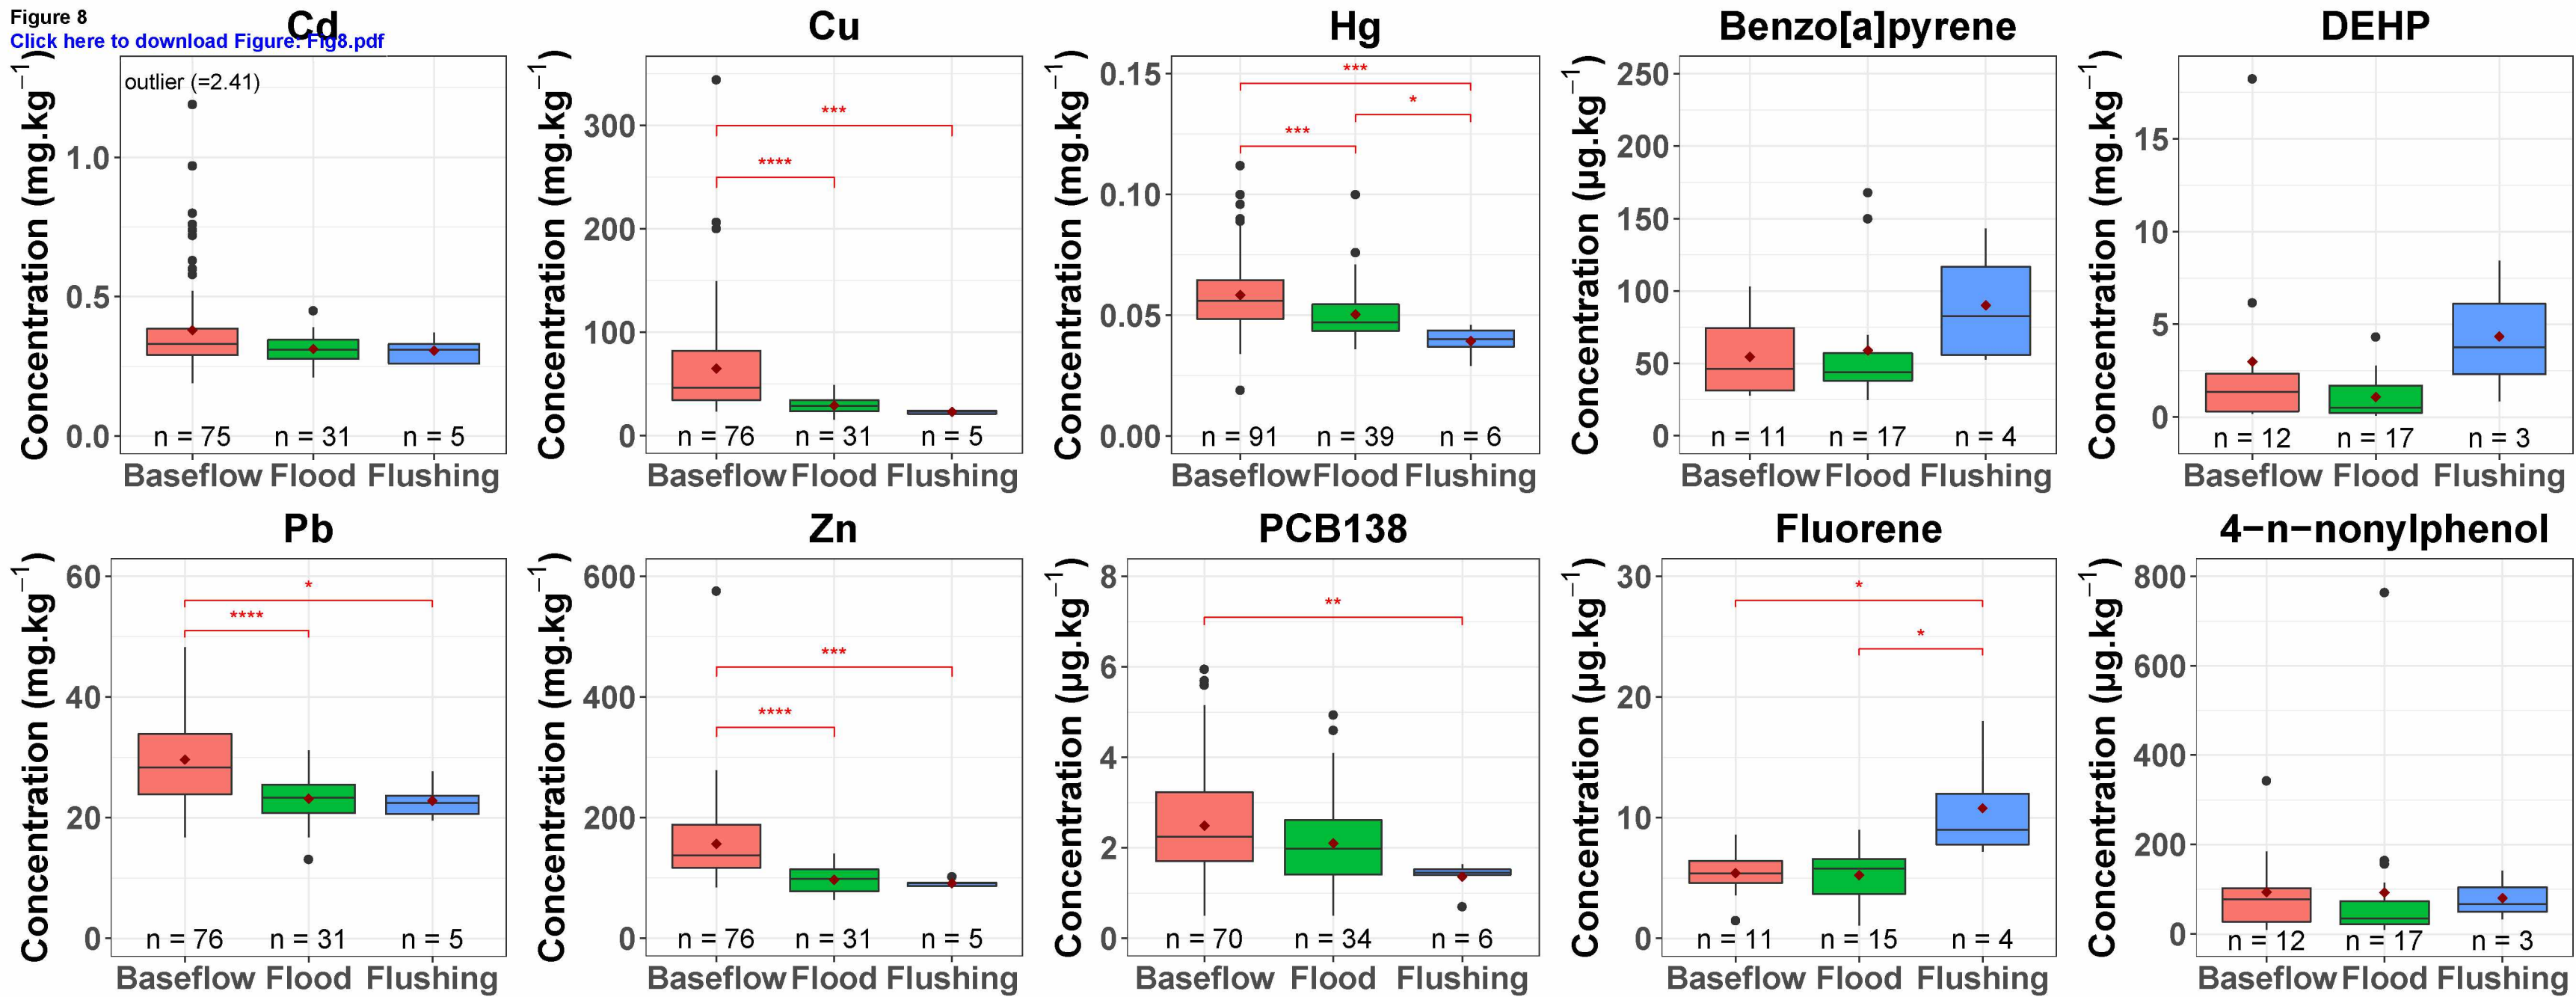 Figure 8
Click here to download Figure: Fig8.pdf
Cd
Concentration (mg.kg⁻¹)
outlier (=2.41)
1.0
0.5
0.0
n = 75
n = 31
n = 5
Baseflow
Flood
Flushing
Cu
Concentration (mg.kg⁻¹)
300
200
100
0
***
****
n = 76
n = 31
n = 5
Baseflow
Flood
Flushing
Hg
Concentration (mg.kg⁻¹)
0.15
0.10
0.05
0.00
***
*
***
n = 91
n = 39
n = 6
Baseflow
Flood
Flushing
Benzo[a]pyrene
Concentration (µg.kg⁻¹)
250
200
150
100
50
0
n = 11
n = 17
n = 4
Baseflow
Flood
Flushing
DEHP
Concentration (mg.kg⁻¹)
15
10
5
0
n = 12
n = 17
n = 3
Baseflow
Flood
Flushing
Pb
Concentration (mg.kg⁻¹)
60
40
20
0
*
****
n = 76
n = 31
n = 5
Baseflow
Flood
Flushing
Zn
Concentration (mg.kg⁻¹)
600
400
200
0
***
****
n = 76
n = 31
n = 5
Baseflow
Flood
Flushing
PCB138
Concentration (µg.kg⁻¹)
8
6
4
2
0
**
n = 70
n = 34
n = 6
Baseflow
Flood
Flushing
Fluorene
Concentration (µg.kg⁻¹)
30
20
10
0
*
*
n = 11
n = 15
n = 4
Baseflow
Flood
Flushing
4−n−nonylphenol
Concentration (µg.kg⁻¹)
800
600
400
200
0
n = 12
n = 17
n = 3
Baseflow
Flood
Flushing